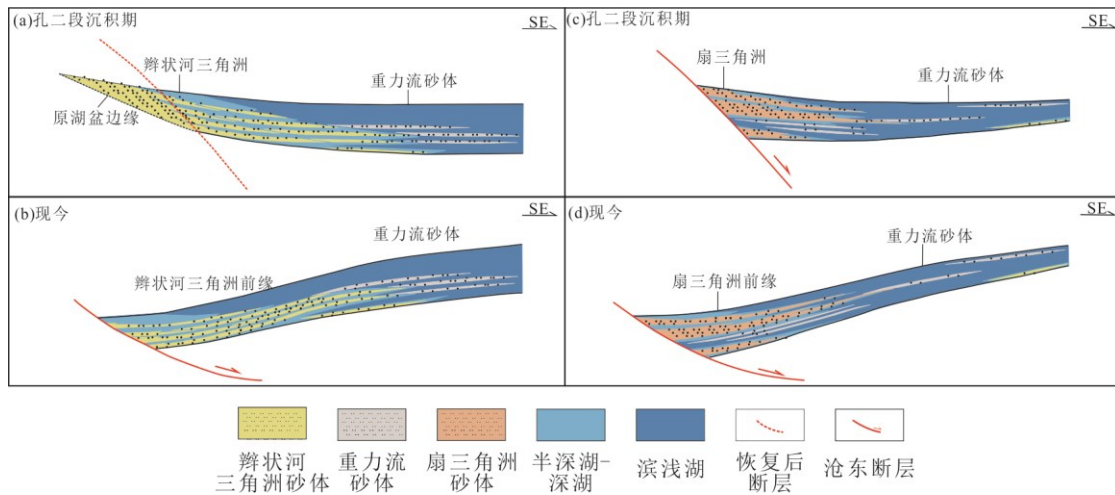 (a)孔二段沉积期
SE
辫状河三角洲
重力流砂体
原湖盆边缘
(c)孔二段沉积期
SE
扇三角洲
重力流砂体
(b)现今
SE
重力流砂体
辫状河三角洲前缘
(d)现今
SE
重力流砂体
扇三角洲前缘
辫状河
三角洲砂体
重力流
砂体
扇三角洲
砂体
半深湖-
深湖
滨浅湖
恢复后
断层
沧东断层